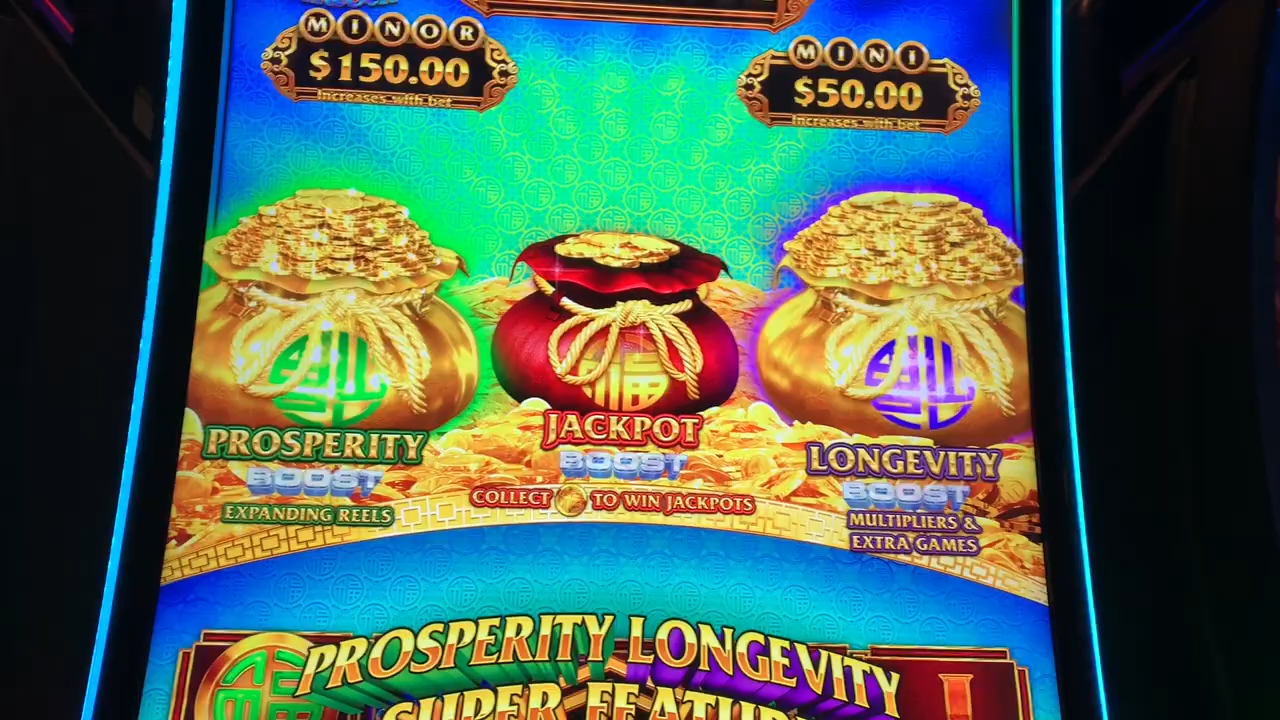 MINOR
$150.00
Increases with bet
MINI
$50.00
Increases with bet
福
PROSPERITY
BOOST
EXPANDING REELS
JACKPOT
BOOST
COLLECT TO WIN JACKPOTS
LONGEVITY
BOOST
MULTIPLIERS &
EXTRA GAMES
PROSPERITY LONGEVITY